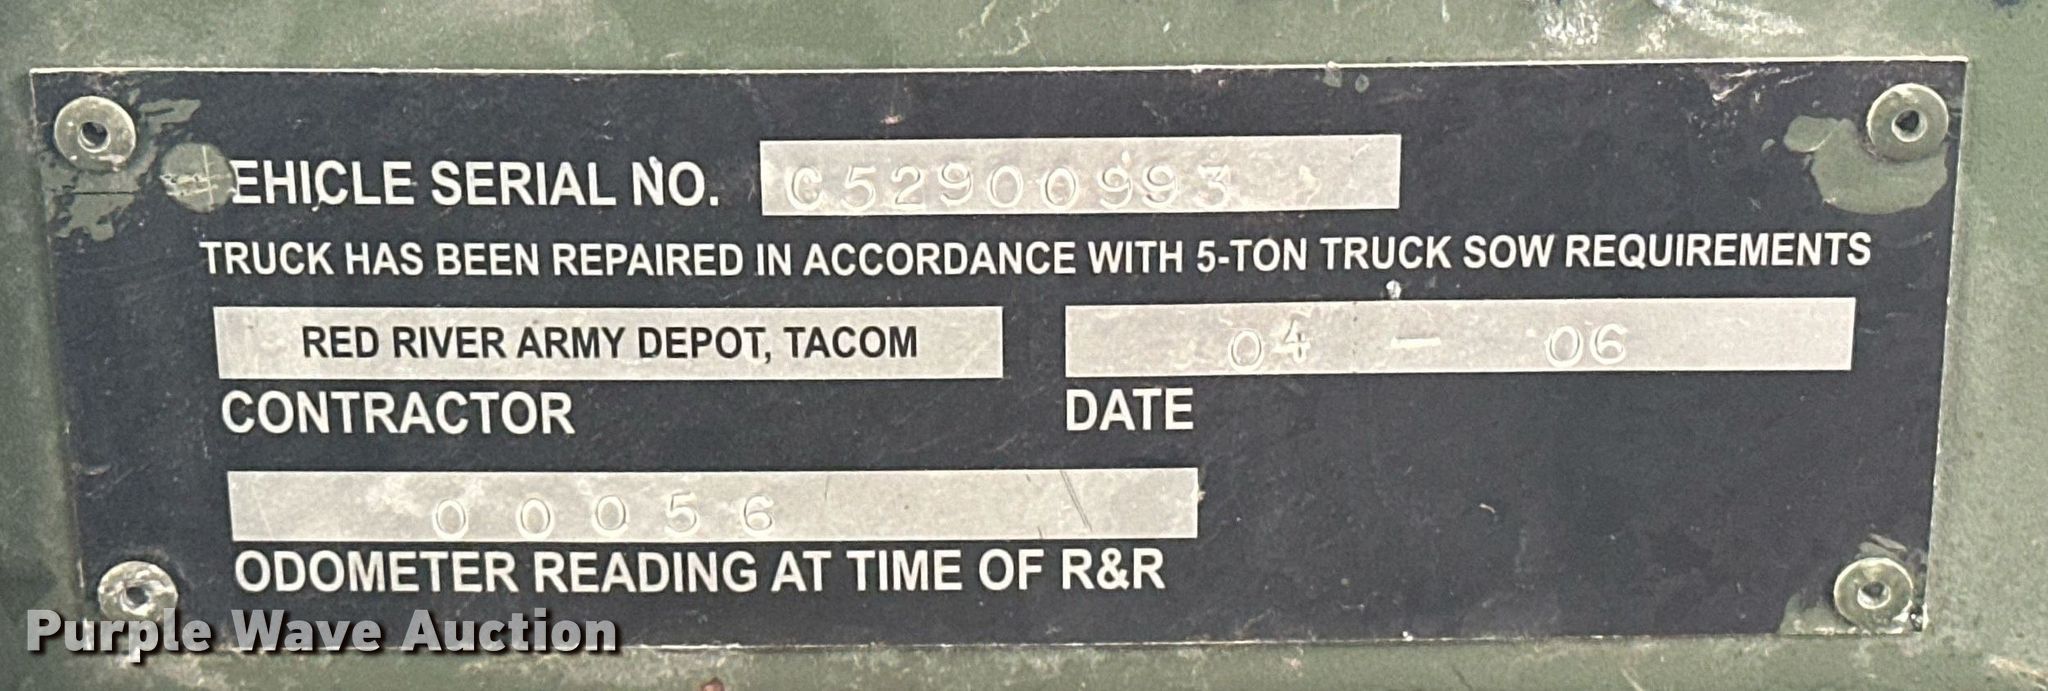 EHICLE SERIAL NO. C52900993
TRUCK HAS BEEN REPAIRED IN ACCORDANCE WITH 5-TON TRUCK SOW REQUIREMENTS
RED RIVER ARMY DEPOT, TACOM 04 - 06
CONTRACTOR DATE
00056
ODOMETER READING AT TIME OF R&R
Purple Wave Auction